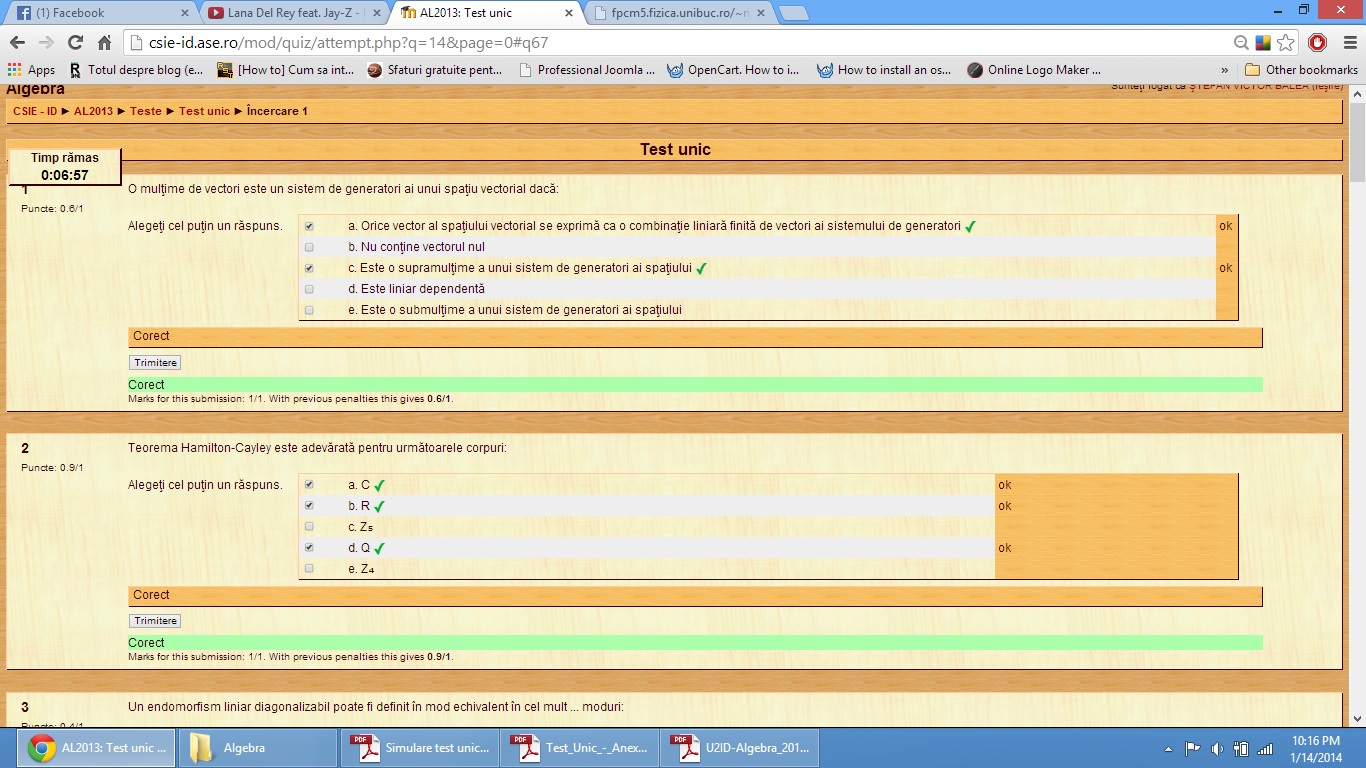 (1) Facebook
Lana Del Rey feat. Jay-Z -
AL2013: Test unic
fpcm5.fizica.unibuc.ro/~n
csie-id.ase.ro/mod/quiz/attempt.php?q=14&page=0#q67
Apps
Totul despre blog (e...
[How to] Cum sa int...
Sfaturi gratuite pent...
Professional Joomla ...
OpenCart. How to i...
How to install an os...
Online Logo Maker ...
»
Other bookmarks
Algebra
Sunteţi logat ca ŞTEFAN VICTOR BALEA (Ieşire)
CSIE - ID ► AL2013 ► Teste ► Test unic ► Încercare 1
Test unic
Timp rămas
0:06:57
1
Puncte: 0.6/1
O mulţime de vectori este un sistem de generatori ai unui spaţiu vectorial dacă:
Alegeţi cel puţin un răspuns.
a. Orice vector al spaţiului vectorial se exprimă ca o combinaţie liniară finită de vectori ai sistemului de generatori ✓ ok
b. Nu conţine vectorul nul
c. Este o supramulţime a unui sistem de generatori ai spaţiului ✓ ok
d. Este liniar dependentă
e. Este o submulţime a unui sistem de generatori ai spaţiului
Corect
Trimitere
Corect
Marks for this submission: 1/1. With previous penalties this gives 0.6/1.
2
Puncte: 0.9/1
Teorema Hamilton-Cayley este adevărată pentru următoarele corpuri:
Alegeţi cel puţin un răspuns.
a. C ✓ ok
b. R ✓ ok
c. Z₅
d. Q ✓ ok
e. Z₄
Corect
Trimitere
Corect
Marks for this submission: 1/1. With previous penalties this gives 0.9/1.
3
Puncte: 0.4/1
Un endomorfism liniar diagonalizabil poate fi definit în mod echivalent în cel mult ... moduri:
AL2013: Test unic ...
Algebra
Simulare test unic...
Test_Unic_-_Anex...
U2ID-Algebra_201...
10:16 PM
1/14/2014